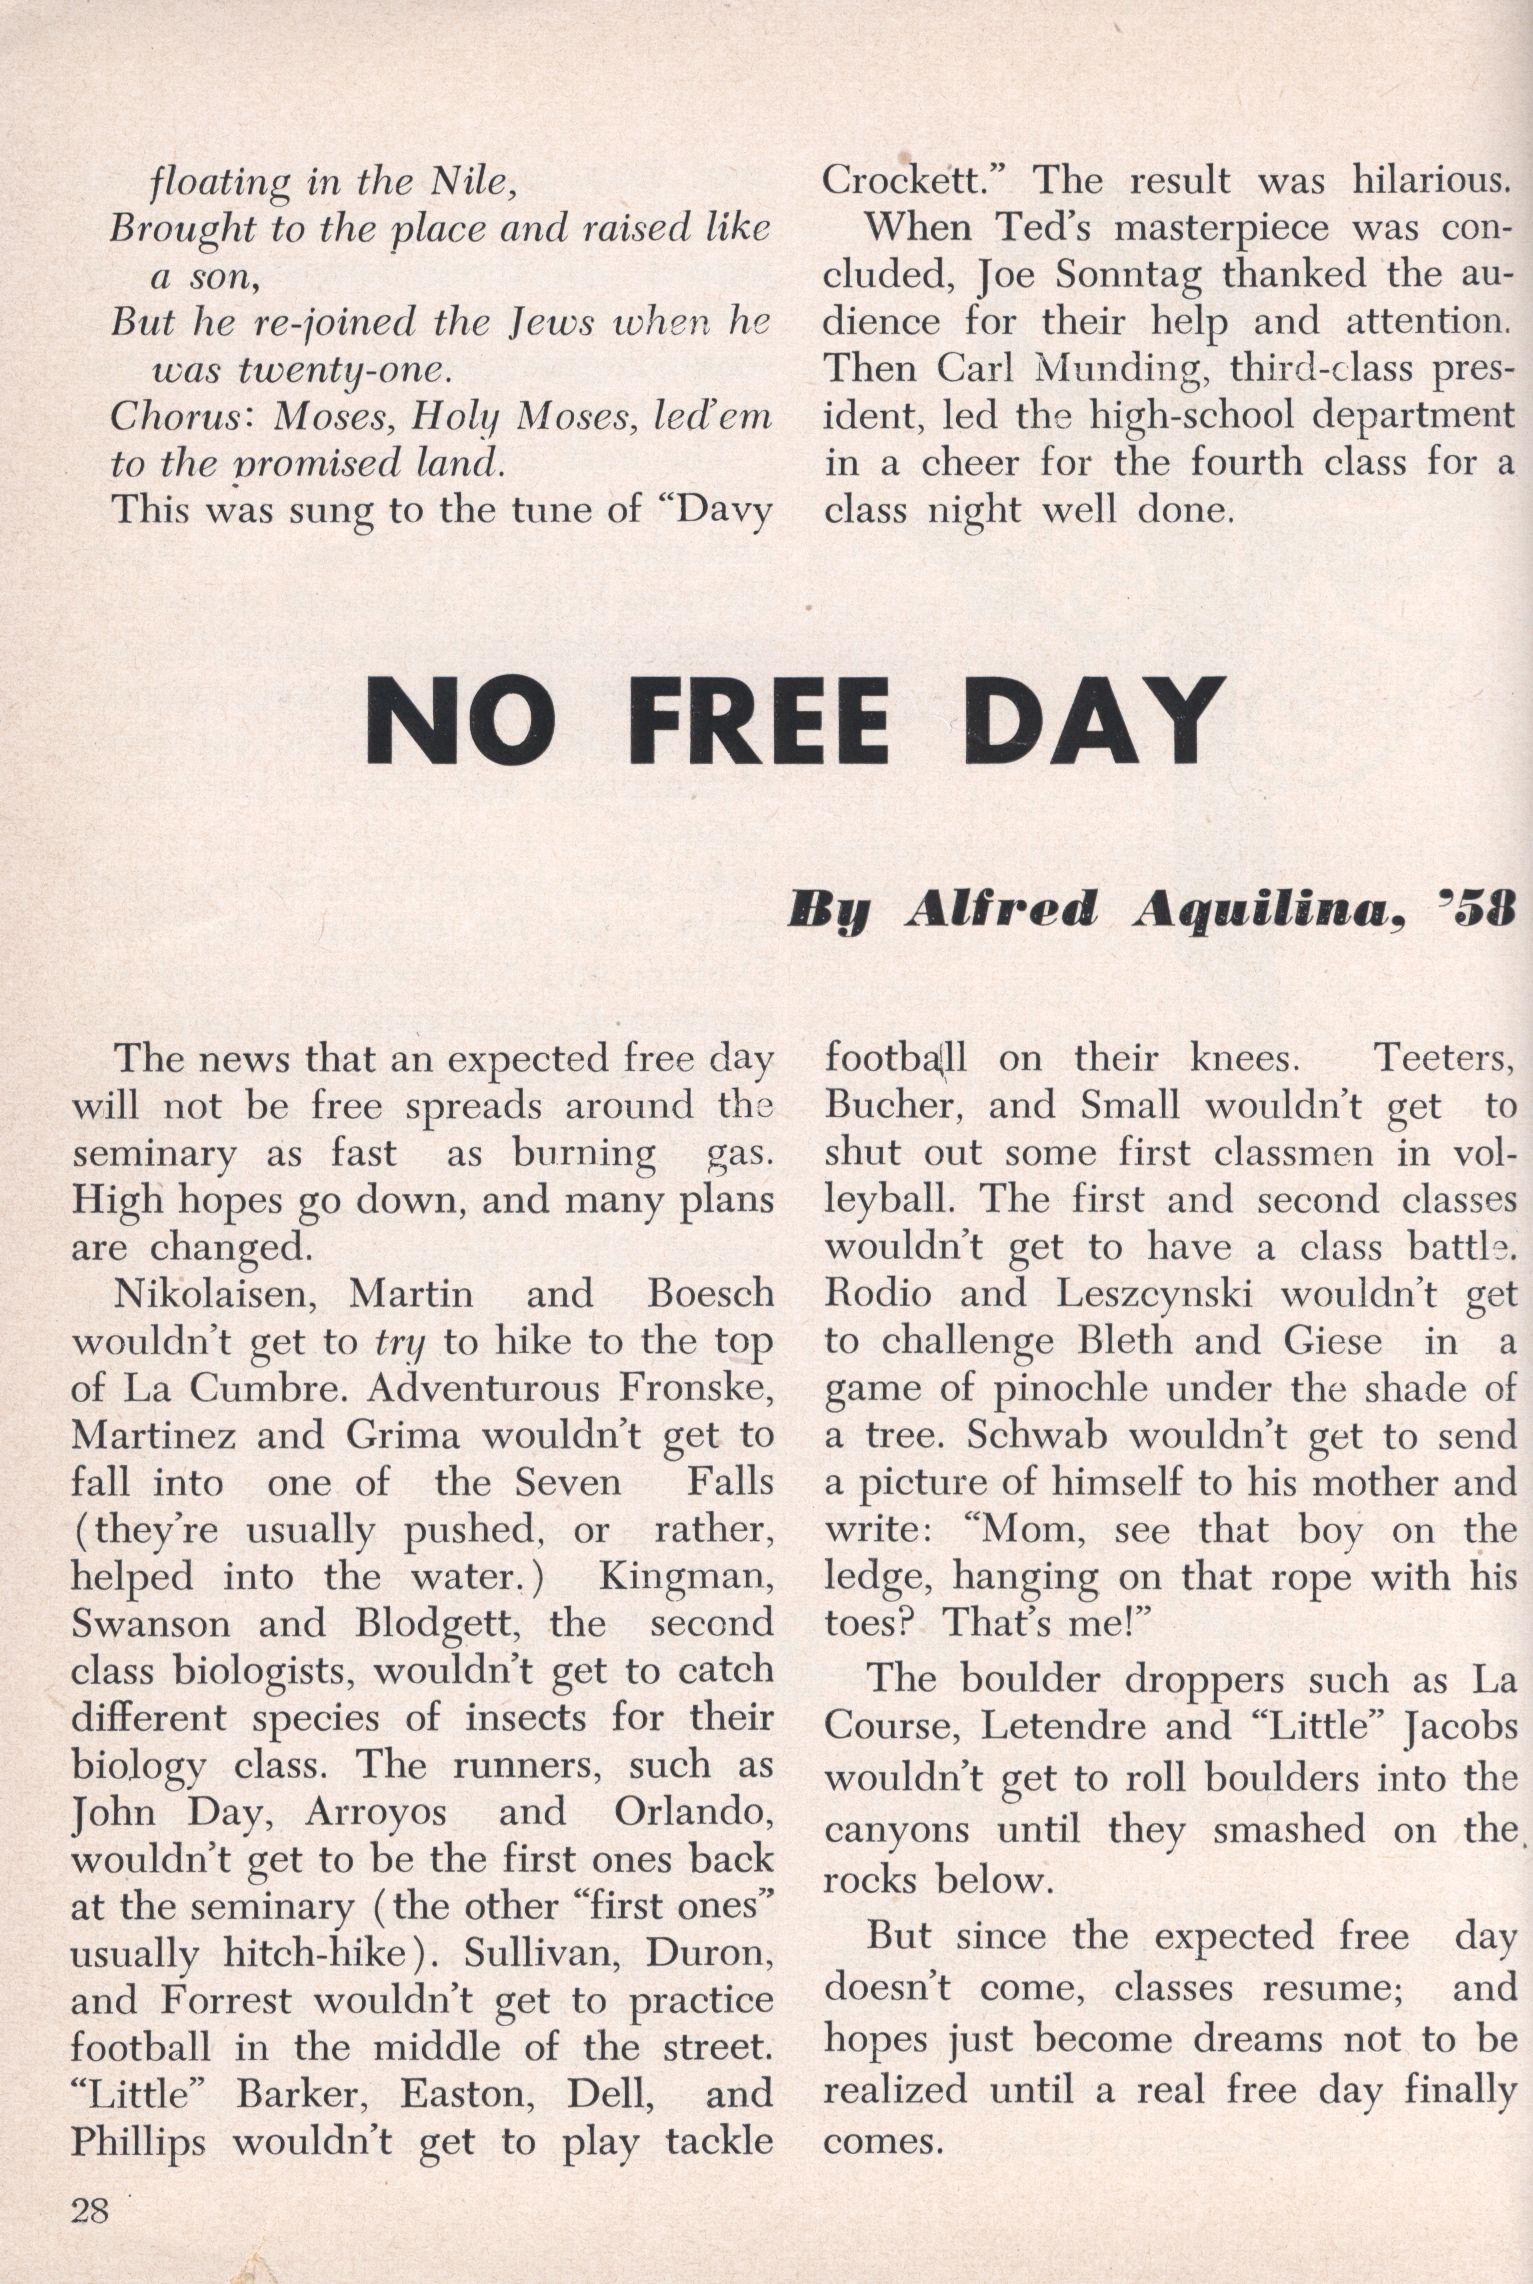 floating in the Nile,
Brought to the place and raised like
a son,
But he re-joined the Jews when he
was twenty-one.
Chorus: Moses, Holy Moses, led'em
to the promised land.
This was sung to the tune of “Davy
Crockett.” The result was hilarious.
When Ted's masterpiece was con-
cluded, Joe Sonntag thanked the au-
dience for their help and attention.
Then Carl Munding, third-class pres-
ident, led the high-school department
in a cheer for the fourth class for a
class night well done.
NO FREE DAY
By Alfred Aquilina, ’58
The news that an expected free day
will not be free spreads around the
seminary as fast as burning gas.
High hopes go down, and many plans
are changed.
Nikolaisen, Martin and Boesch
wouldn't get to try to hike to the top
of La Cumbre. Adventurous Fronske,
Martinez and Grima wouldn't get to
fall into one of the Seven Falls
(they're usually pushed, or rather,
helped into the water.) Kingman,
Swanson and Blodgett, the second
class biologists, wouldn't get to catch
different species of insects for their
biology class. The runners, such as
John Day, Arroyos and Orlando,
wouldn't get to be the first ones back
at the seminary (the other “first ones”
usually hitch-hike). Sullivan, Duron,
and Forrest wouldn't get to practice
football in the middle of the street.
“Little” Barker, Easton, Dell, and
Phillips wouldn't get to play tackle
football on their knees. Teeters,
Bucher, and Small wouldn't get to
shut out some first classmen in vol-
leyball. The first and second classes
wouldn't get to have a class battle.
Rodio and Leszcynski wouldn't get
to challenge Bleth and Giese in a
game of pinochle under the shade of
a tree. Schwab wouldn't get to send
a picture of himself to his mother and
write: “Mom, see that boy on the
ledge, hanging on that rope with his
toes? That's me!”
The boulder droppers such as La
Course, Letendre and “Little” Jacobs
wouldn't get to roll boulders into the
canyons until they smashed on the
rocks below.
But since the expected free day
doesn't come, classes resume; and
hopes just become dreams not to be
realized until a real free day finally
comes.
28